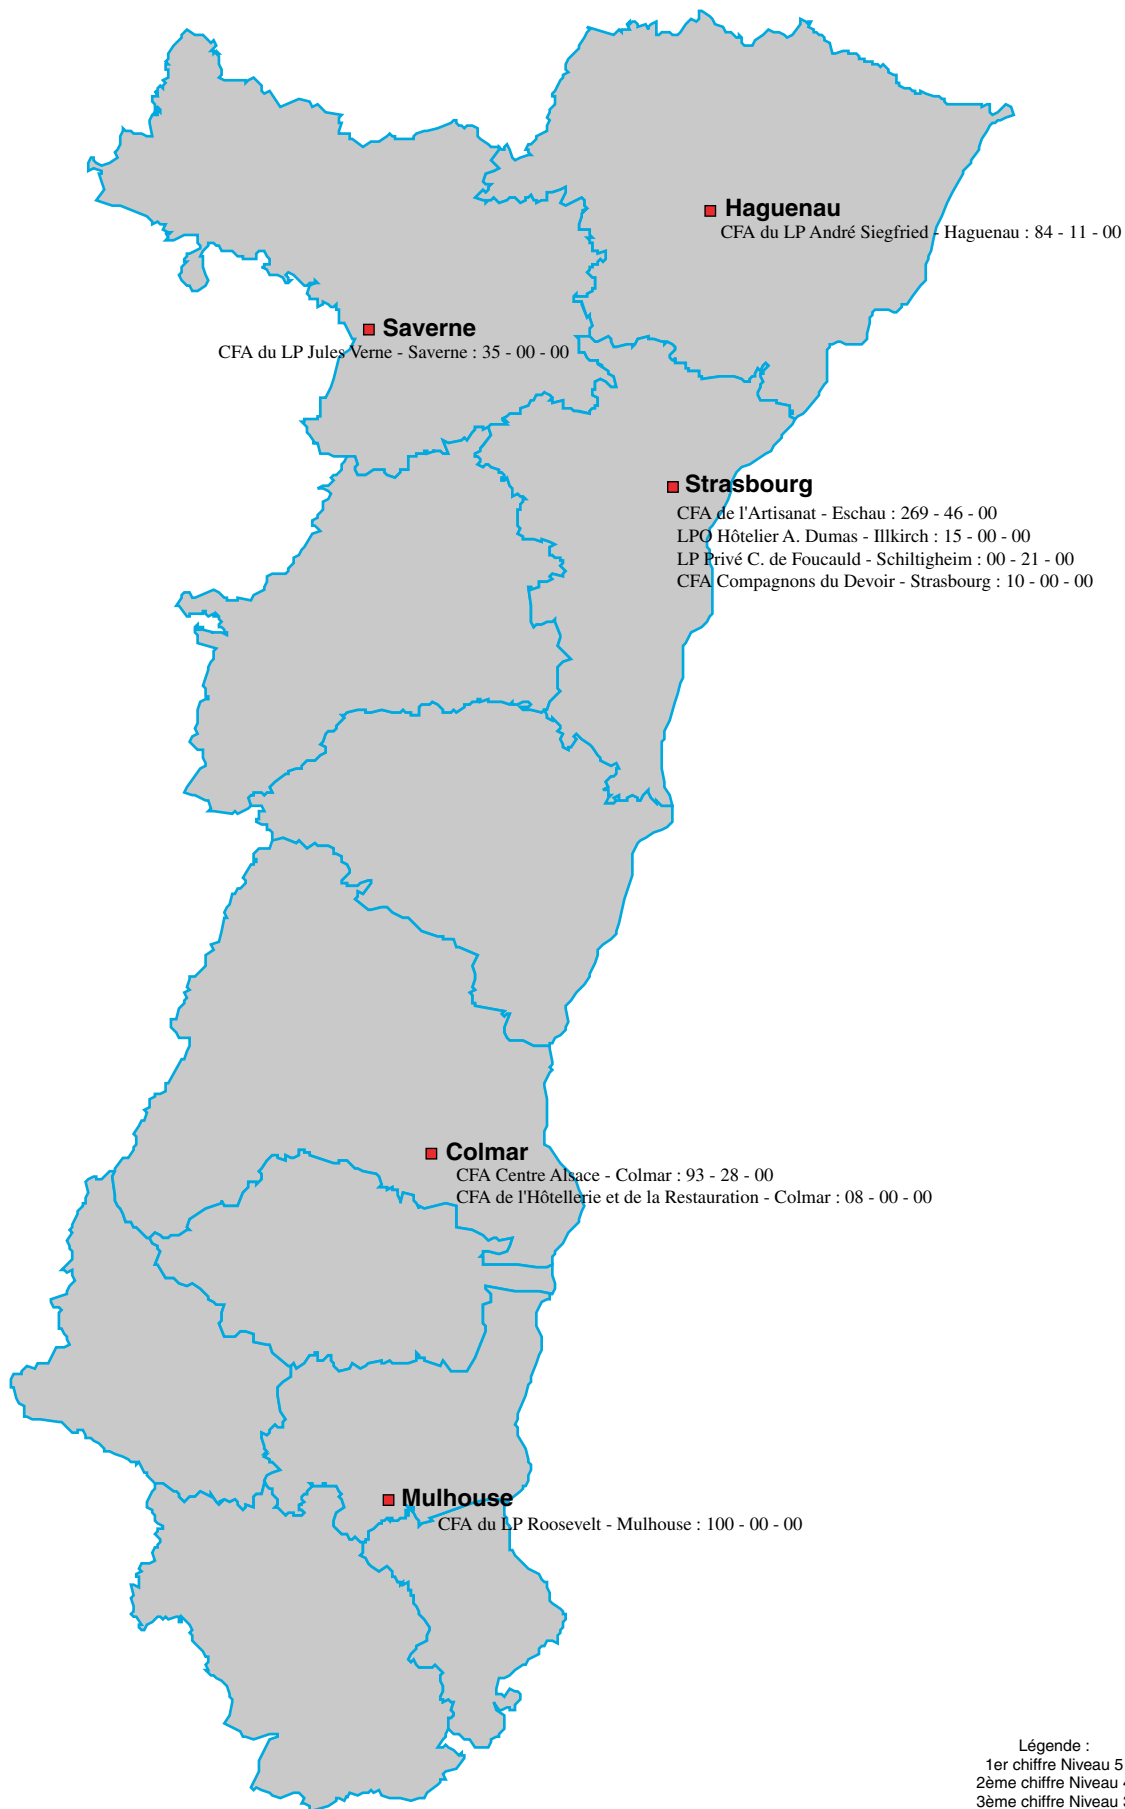 Haguenau
CFA du LP André Siegfried - Haguenau : 84 - 11 - 00
Saverne
CFA du LP Jules Verne - Saverne : 35 - 00 - 00
Strasbourg
CFA de l'Artisanat - Eschau : 269 - 46 - 00
LPO Hôtelier A. Dumas - Illkirch : 15 - 00 - 00
LP Privé C. de Foucauld - Schiltigheim : 00 - 21 - 00
CFA Compagnons du Devoir - Strasbourg : 10 - 00 - 00
Colmar
CFA Centre Alsace - Colmar : 93 - 28 - 00
CFA de l'Hôtellerie et de la Restauration - Colmar : 08 - 00 - 00
Mulhouse
CFA du LP Roosevelt - Mulhouse : 100 - 00 - 00
Légende :
1er chiffre Niveau 5
2ème chiffre Niveau 4
3ème chiffre Niveau 3